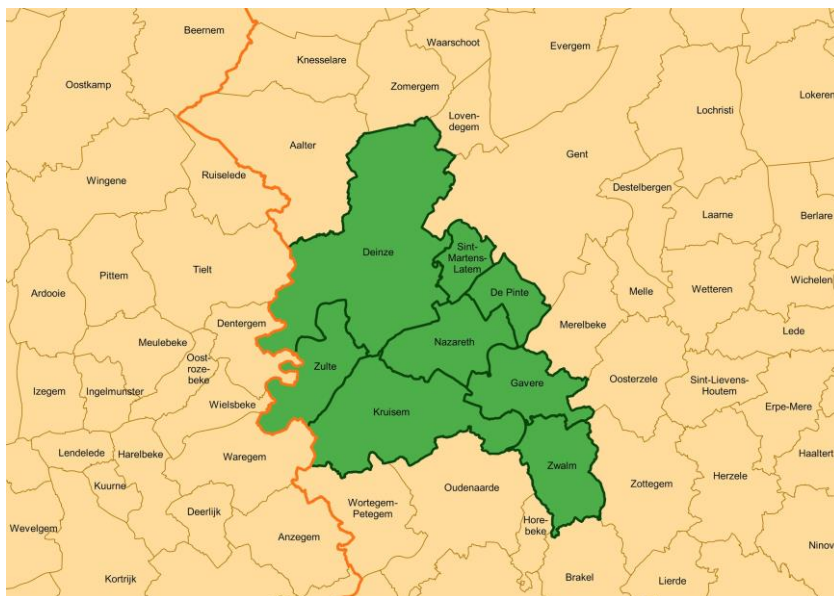 Beernem
Waarschoot
Evergem
Knesselare
Oostkamp
Zomergem
Lokeren
Lochristi
Loven-
degem
Aalter
Gent
Ruiselede
Wingene
Destelbergen
Laarne
Berlare
Deinze
Sint-
Martens-
Latem
Tielt
Pittem
Ardooie
De Pinte
Melle
Wetteren
Wichelen
Dentergem
Merelbeke
Lede
Meulebeke
Nazareth
Oost-
roze-
beke
Zulte
Oosterzele
Sint-Lievens-
Houtem
Gavere
Izegem
Ingelmunster
Wielsbeke
Kruisem
Erpe-Mere
Lendelede
Harelbeke
Waregem
Haaltert
Zwalm
Kuurne
Oudenaarde
Zottegem
Herzele
Wortegem-
Petegem
Deerlijk
Hore-
beke
Wevelgem
Anzegem
Ninov
Kortrijk
Brakel
Lierde